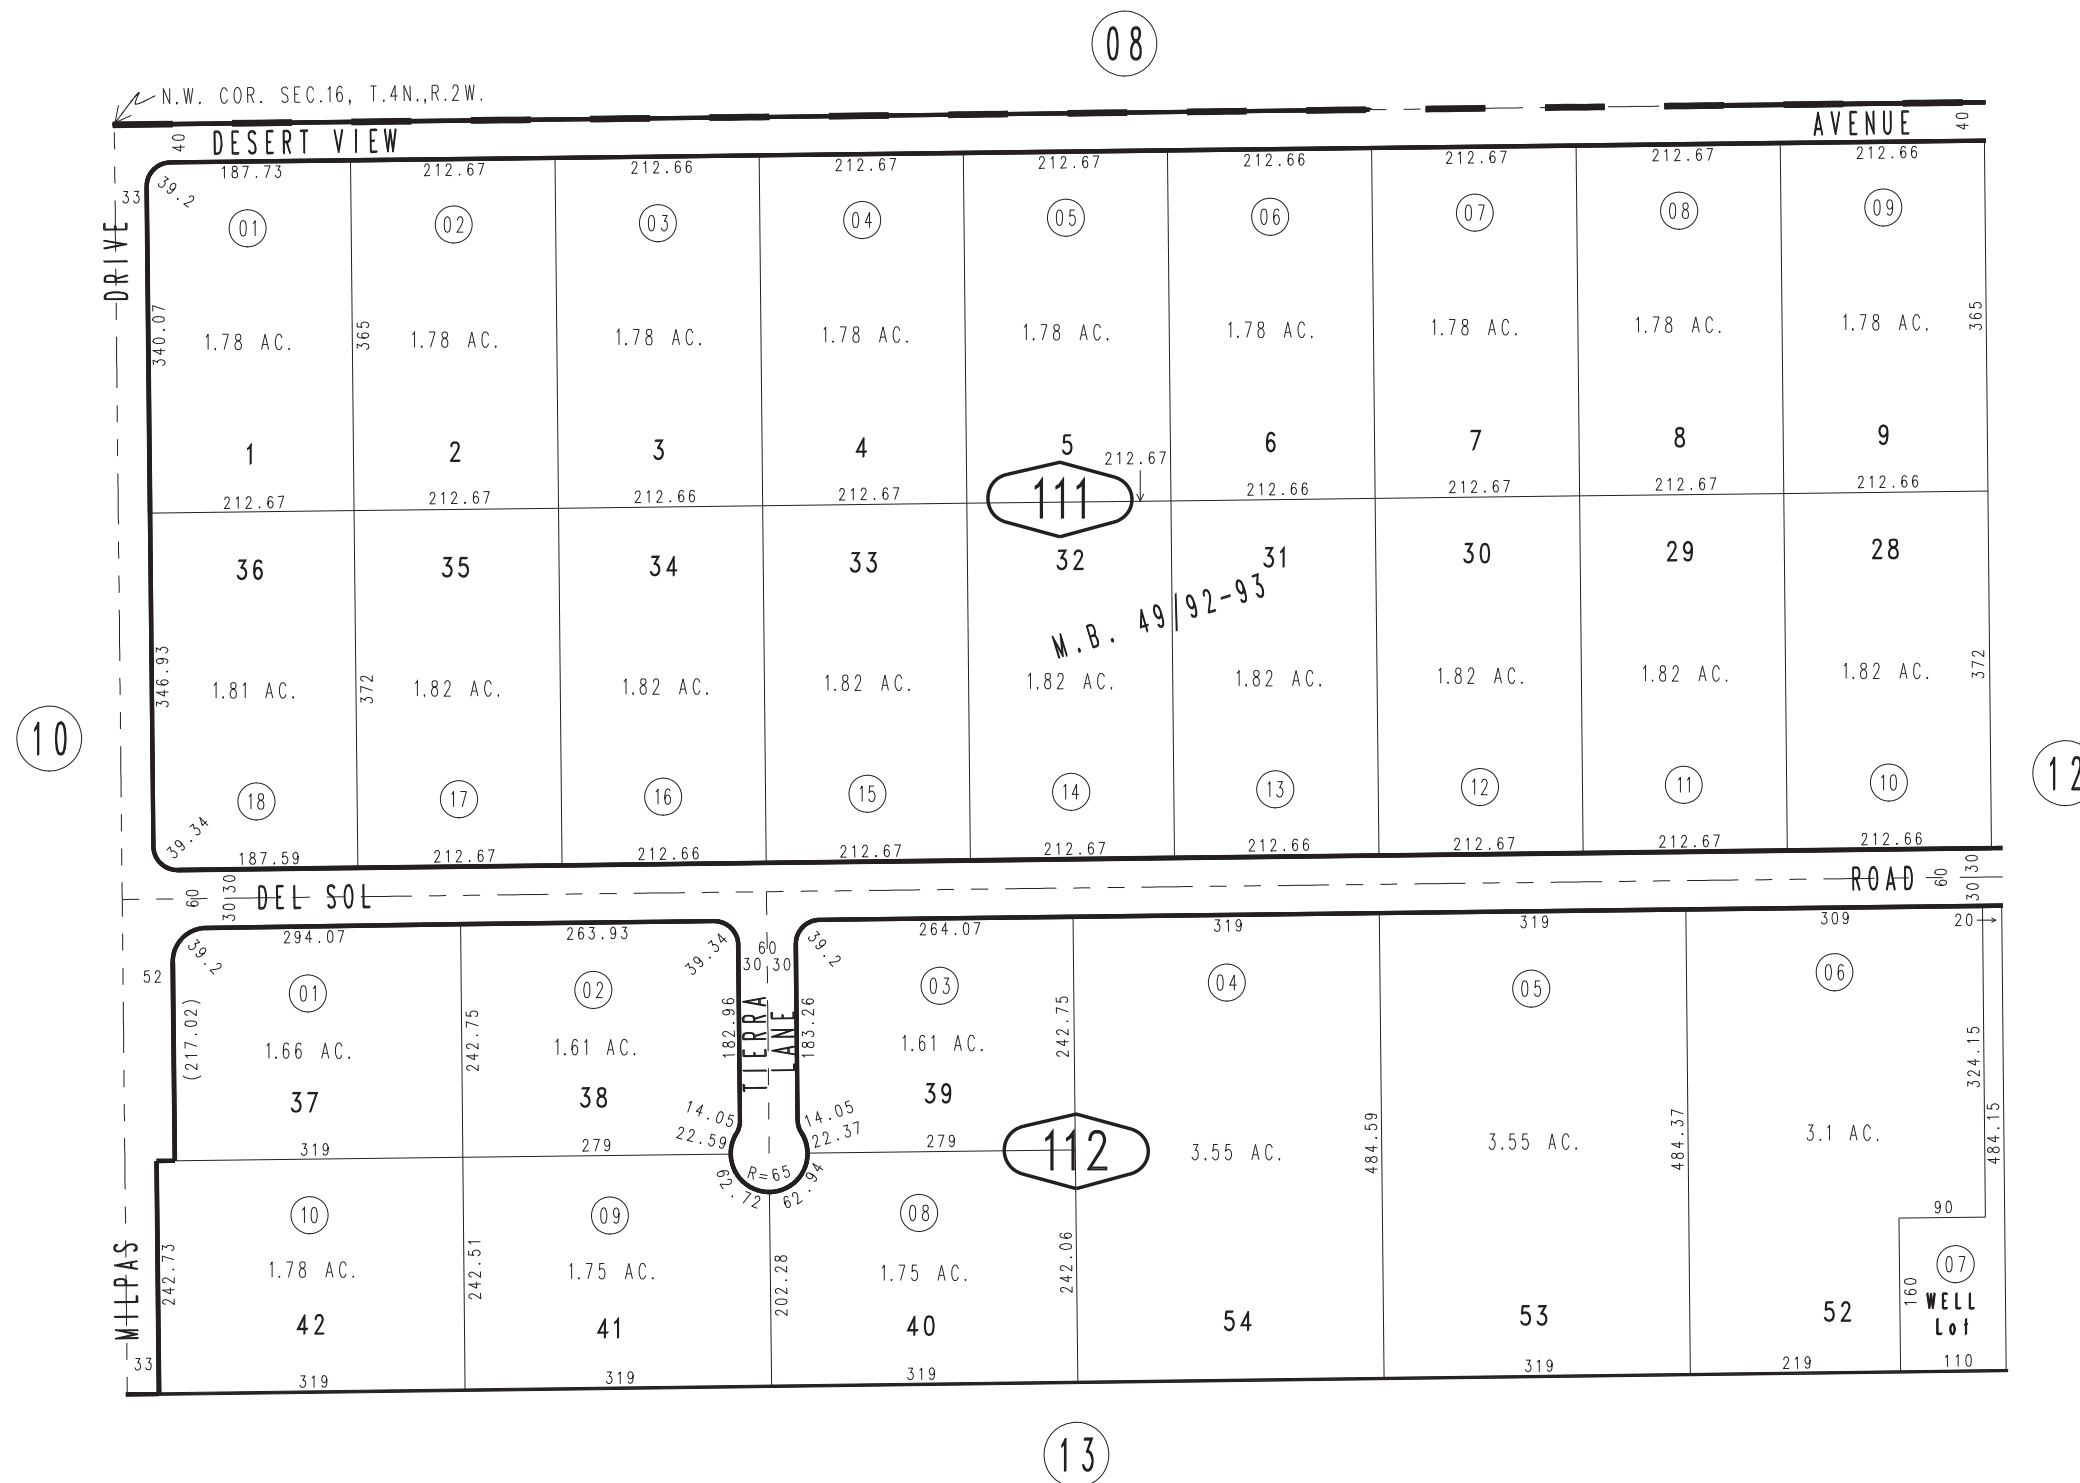 08
N.W. COR. SEC.16, T.4N.,R.2W.
DESERT VIEW AVENUE
40 40
187.73 212.67 212.66 212.67 212.67 212.66 212.67 212.67 212.66
33 39.2
01 02 03 04 05 06 07 08 09
DRIVE
340.07 365 365
1.78 AC. 1.78 AC. 1.78 AC. 1.78 AC. 1.78 AC. 1.78 AC. 1.78 AC. 1.78 AC. 1.78 AC.
1 2 3 4 5 6 7 8 9
212.67 212.67 212.66 212.67 212.67 212.66 212.67 212.67 212.66
111
36 35 34 33 32 31 30 29 28
M.B. 49/92-93
346.93 372 372
1.81 AC. 1.82 AC. 1.82 AC. 1.82 AC. 1.82 AC. 1.82 AC. 1.82 AC. 1.82 AC. 1.82 AC.
10 12
18 17 16 15 14 13 12 11 10
39.34
187.59 212.67 212.66 212.67 212.67 212.66 212.67 212.67 212.66
60 30 30 DEL SOL ROAD 60 30 30
294.07 263.93 264.07 319 319 309 20
39.2 39.34 60 39.2
30 30
52
01 02 03 04 05 06
(217.02) 242.75 182.96 TIERRA LANE 183.26 242.75 324.15
1.66 AC. 1.61 AC. 1.61 AC.
37 38 39
14.05 14.05
22.59 22.37
319 279 279
112
3.55 AC. 3.55 AC. 3.1 AC.
484.59 484.37 484.15
R=65
62.72 62.94
10 09 08
90
07
WELL
Lot
160
MILPAS
242.73 242.51 202.28 242.06
1.78 AC. 1.75 AC. 1.75 AC.
42 41 40 54 53 52
33
319 319 319 319 219 110
13